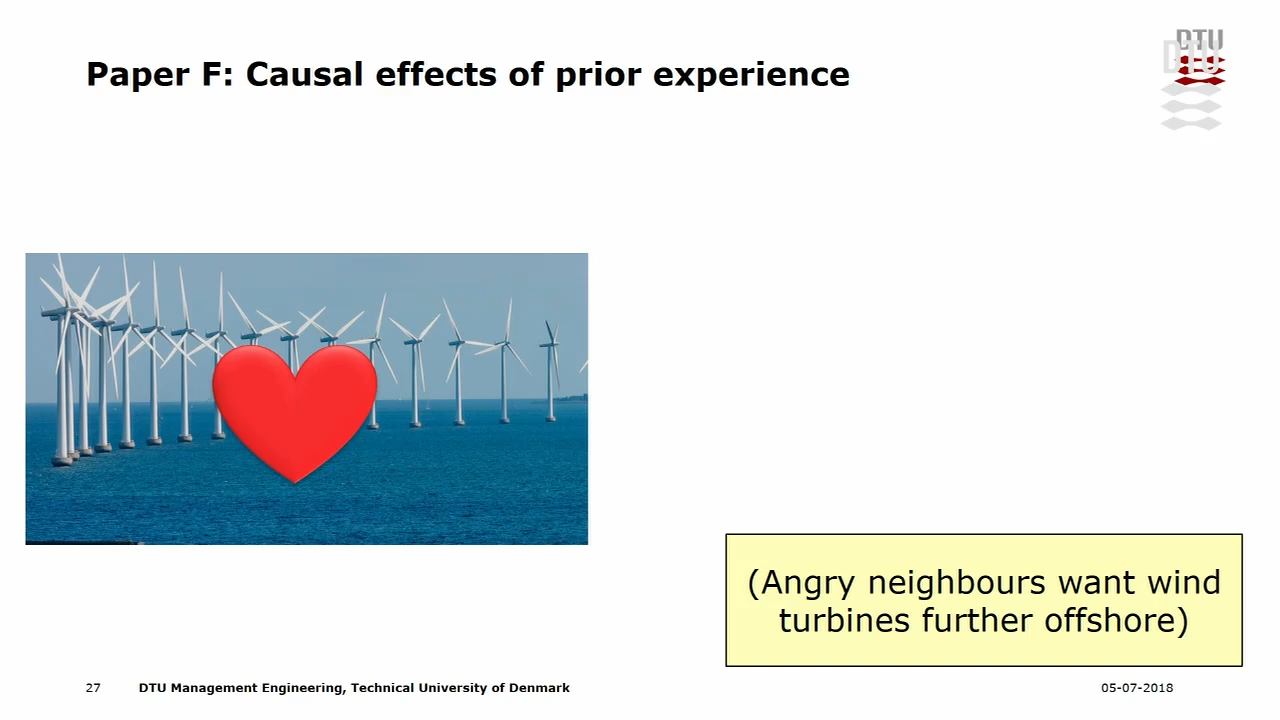 Paper F: Causal effects of prior experience
DTU
DTU
(Angry neighbours want wind
turbines further offshore)
27 DTU Management Engineering, Technical University of Denmark 05-07-2018